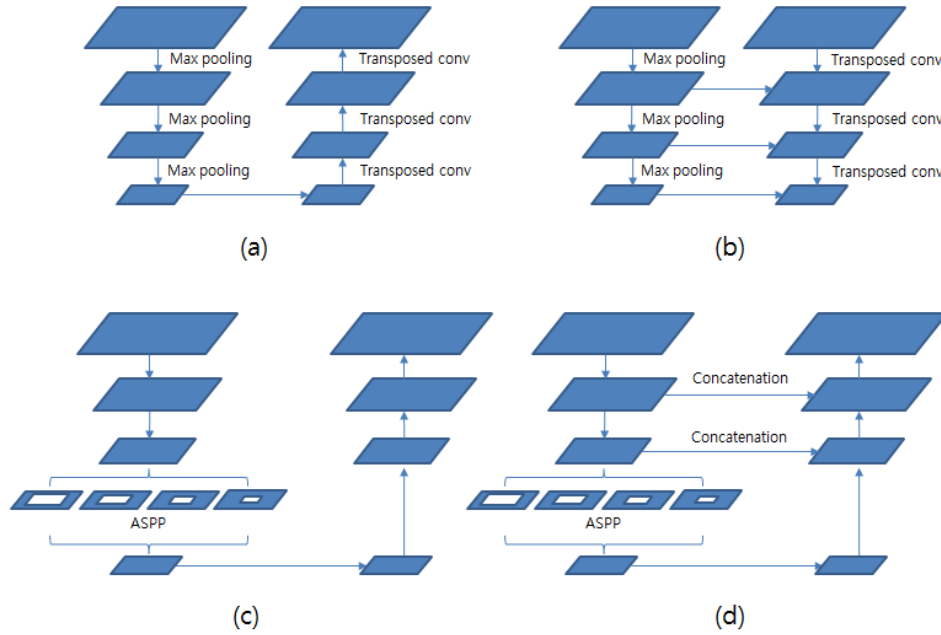 Max pooling
Transposed conv
Max pooling
Transposed conv
Max pooling
Transposed conv
(a)
Max pooling
Transposed conv
Max pooling
Transposed conv
Max pooling
Transposed conv
(b)
ASPP
(c)
Concatenation
Concatenation
ASPP
(d)